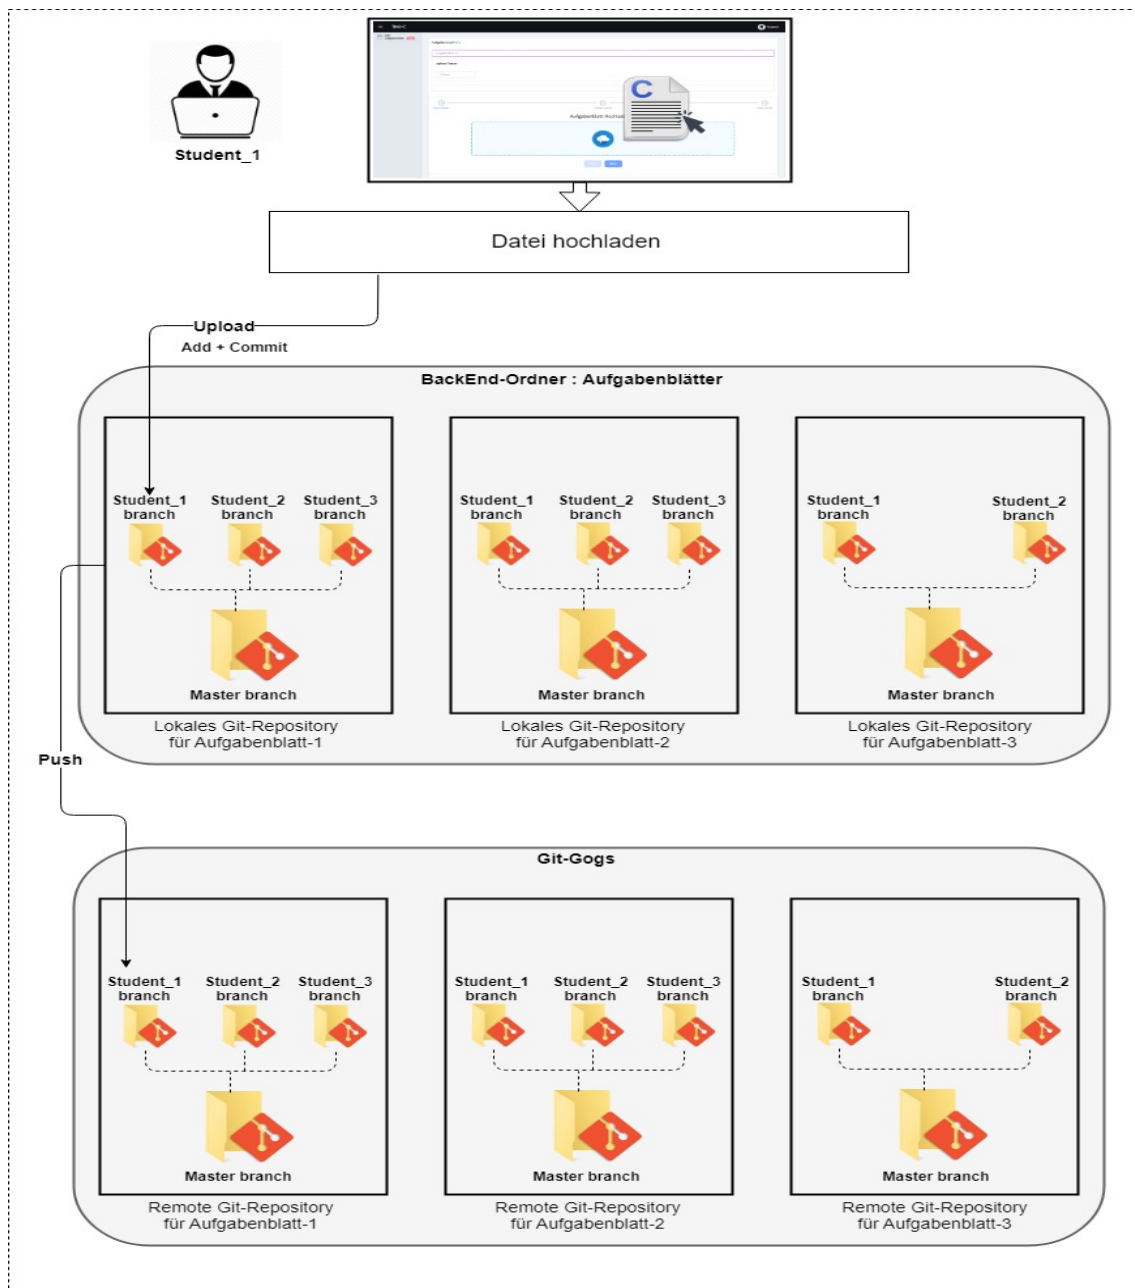 Student_1
Datei hochladen
Upload
Add + Commit
BackEnd-Ordner : Aufgabenblätter
Student_1 Student_2 Student_3
branch branch branch
Student_1 Student_2 Student_3
branch branch branch
Student_1 Student_2
branch branch
Master branch
Master branch
Master branch
Lokales Git-Repository
für Aufgabenblatt-1
Lokales Git-Repository
für Aufgabenblatt-2
Lokales Git-Repository
für Aufgabenblatt-3
Push
Git-Gogs
Student_1 Student_2 Student_3
branch branch branch
Student_1 Student_2 Student_3
branch branch branch
Student_1 Student_2
branch branch
Master branch
Master branch
Master branch
Remote Git-Repository
für Aufgabenblatt-1
Remote Git-Repository
für Aufgabenblatt-2
Remote Git-Repository
für Aufgabenblatt-3